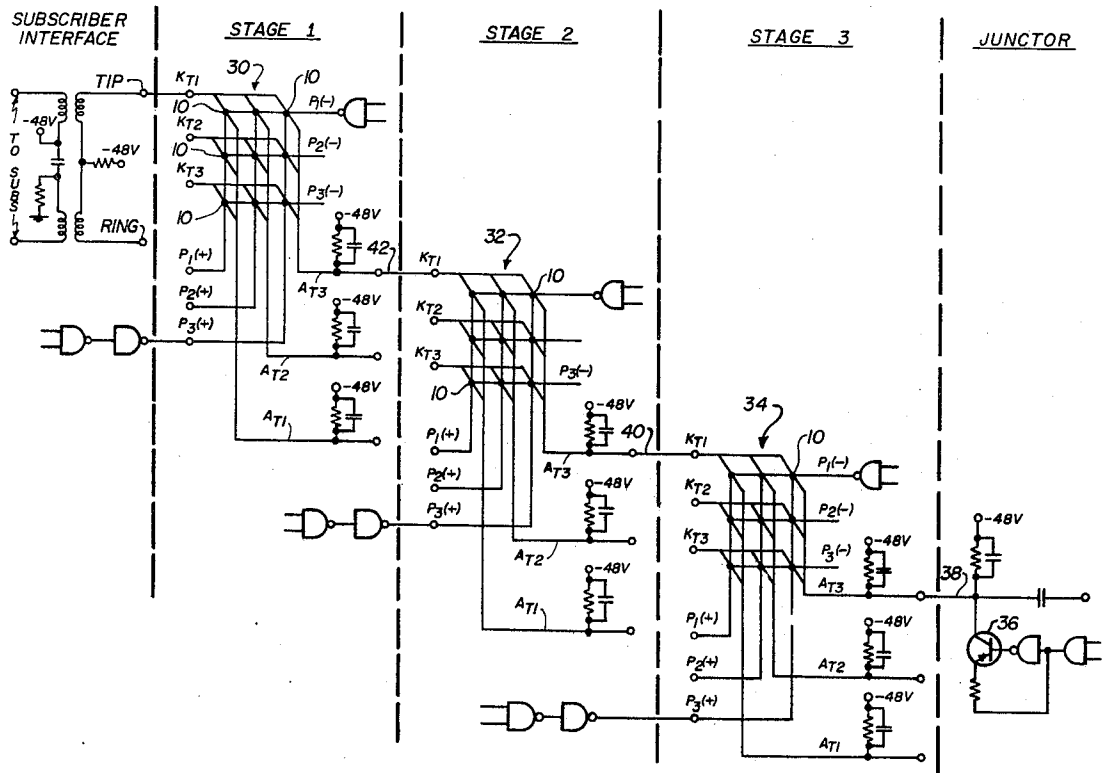 SUBSCRIBER
INTERFACE
STAGE 1
STAGE 2
STAGE 3
JUNCTOR
TIP
RING
-48V
-48V
TO SUBS.
KT1
30
10
10
P1(-)
KT2
10
P2(-)
KT3
10
P3(-)
P1(+)
P2(+)
P3(+)
-48V
42
AT3
-48V
AT2
-48V
AT1
KT1
32
10
KT2
KT3
10
P3(-)
P1(+)
P2(+)
P3(+)
-48V
40
AT3
-48V
AT2
-48V
AT1
KT1
34
10
P1(-)
KT2
P2(-)
KT3
P3(-)
P1(+)
P2(+)
P3(+)
-48V
AT3
38
-48V
AT2
-48V
AT1
-48V
36